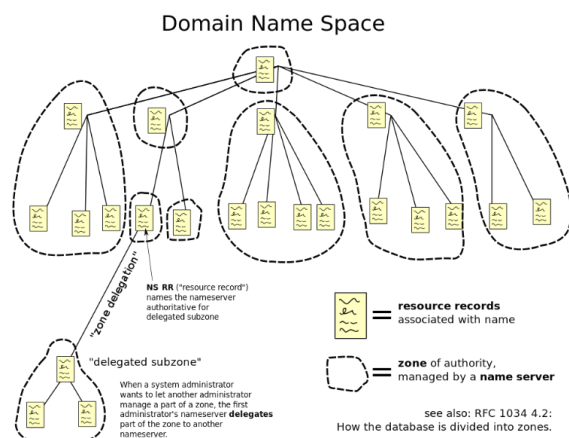 Domain Name Space
NS RR ("resource record")
names the nameserver
authoritative for
delegated subzone
"zone delegation"
resource records
associated with name
"delegated subzone"
When a system administrator
wants to let another administrator
manage a part of a zone, the first
administrator's nameserver delegates
part of the zone to another
nameserver.
zone of authority,
managed by a name server
see also: RFC 1034 4.2:
How the database is divided into zones.